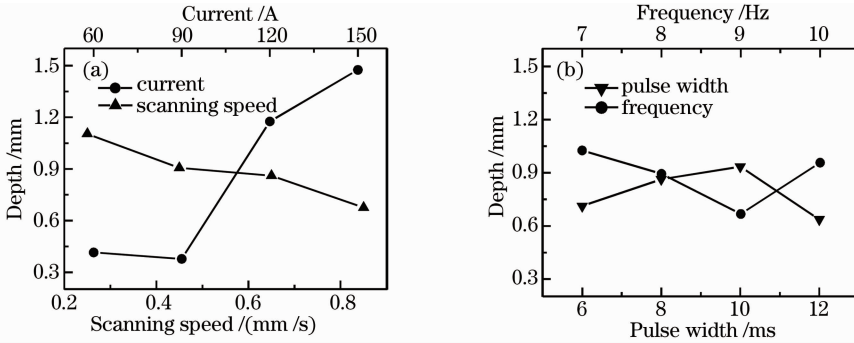 Current /A
60 90 120 150
(a)
current
scanning speed
Depth /mm
1.5
1.2
0.9
0.6
0.3
0.2 0.4 0.6 0.8
Scanning speed /(mm /s)
Frequency /Hz
7 8 9 10
(b)
pulse width
frequency
Depth /mm
1.5
1.2
0.9
0.6
0.3
6 8 10 12
Pulse width /ms